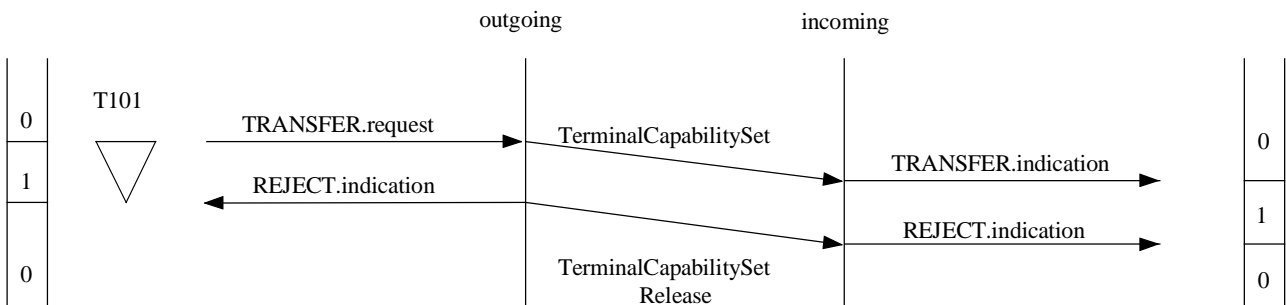 outgoing
incoming
T101
0
TRANSFER.request
TerminalCapabilitySet
0
TRANSFER.indication
1
REJECT.indication
1
REJECT.indication
0
TerminalCapabilitySet
Release
0